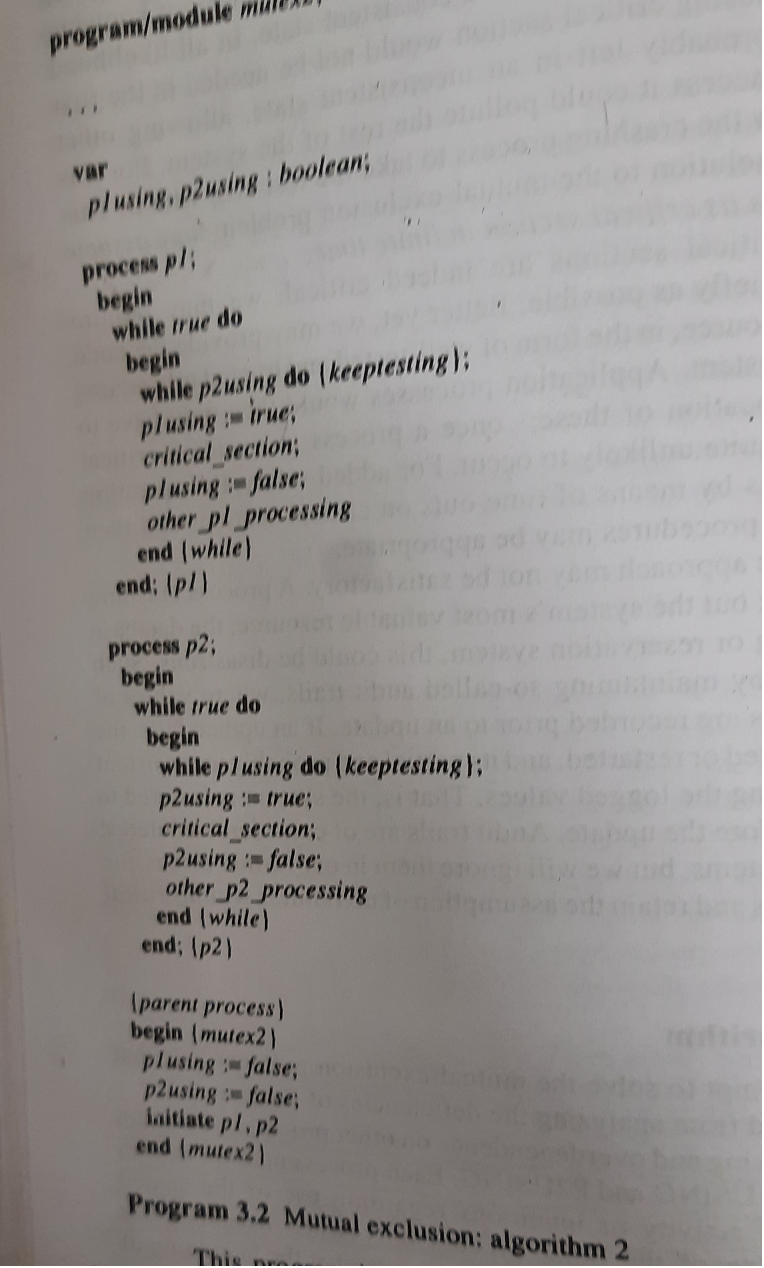 program/module mutex2;
. . .
var
p1using, p2using : boolean;
process p1;
begin
while true do
begin
while p2using do {keeptesting};
p1using := true;
critical_section;
p1using := false;
other_p1_processing
end {while}
end; {p1}
process p2;
begin
while true do
begin
while p1using do {keeptesting};
p2using := true;
critical_section;
p2using := false;
other_p2_processing
end {while}
end; {p2}
{parent process}
begin {mutex2}
p1using := false;
p2using := false;
initiate p1, p2
end {mutex2}
Program 3.2 Mutual exclusion: algorithm 2
This